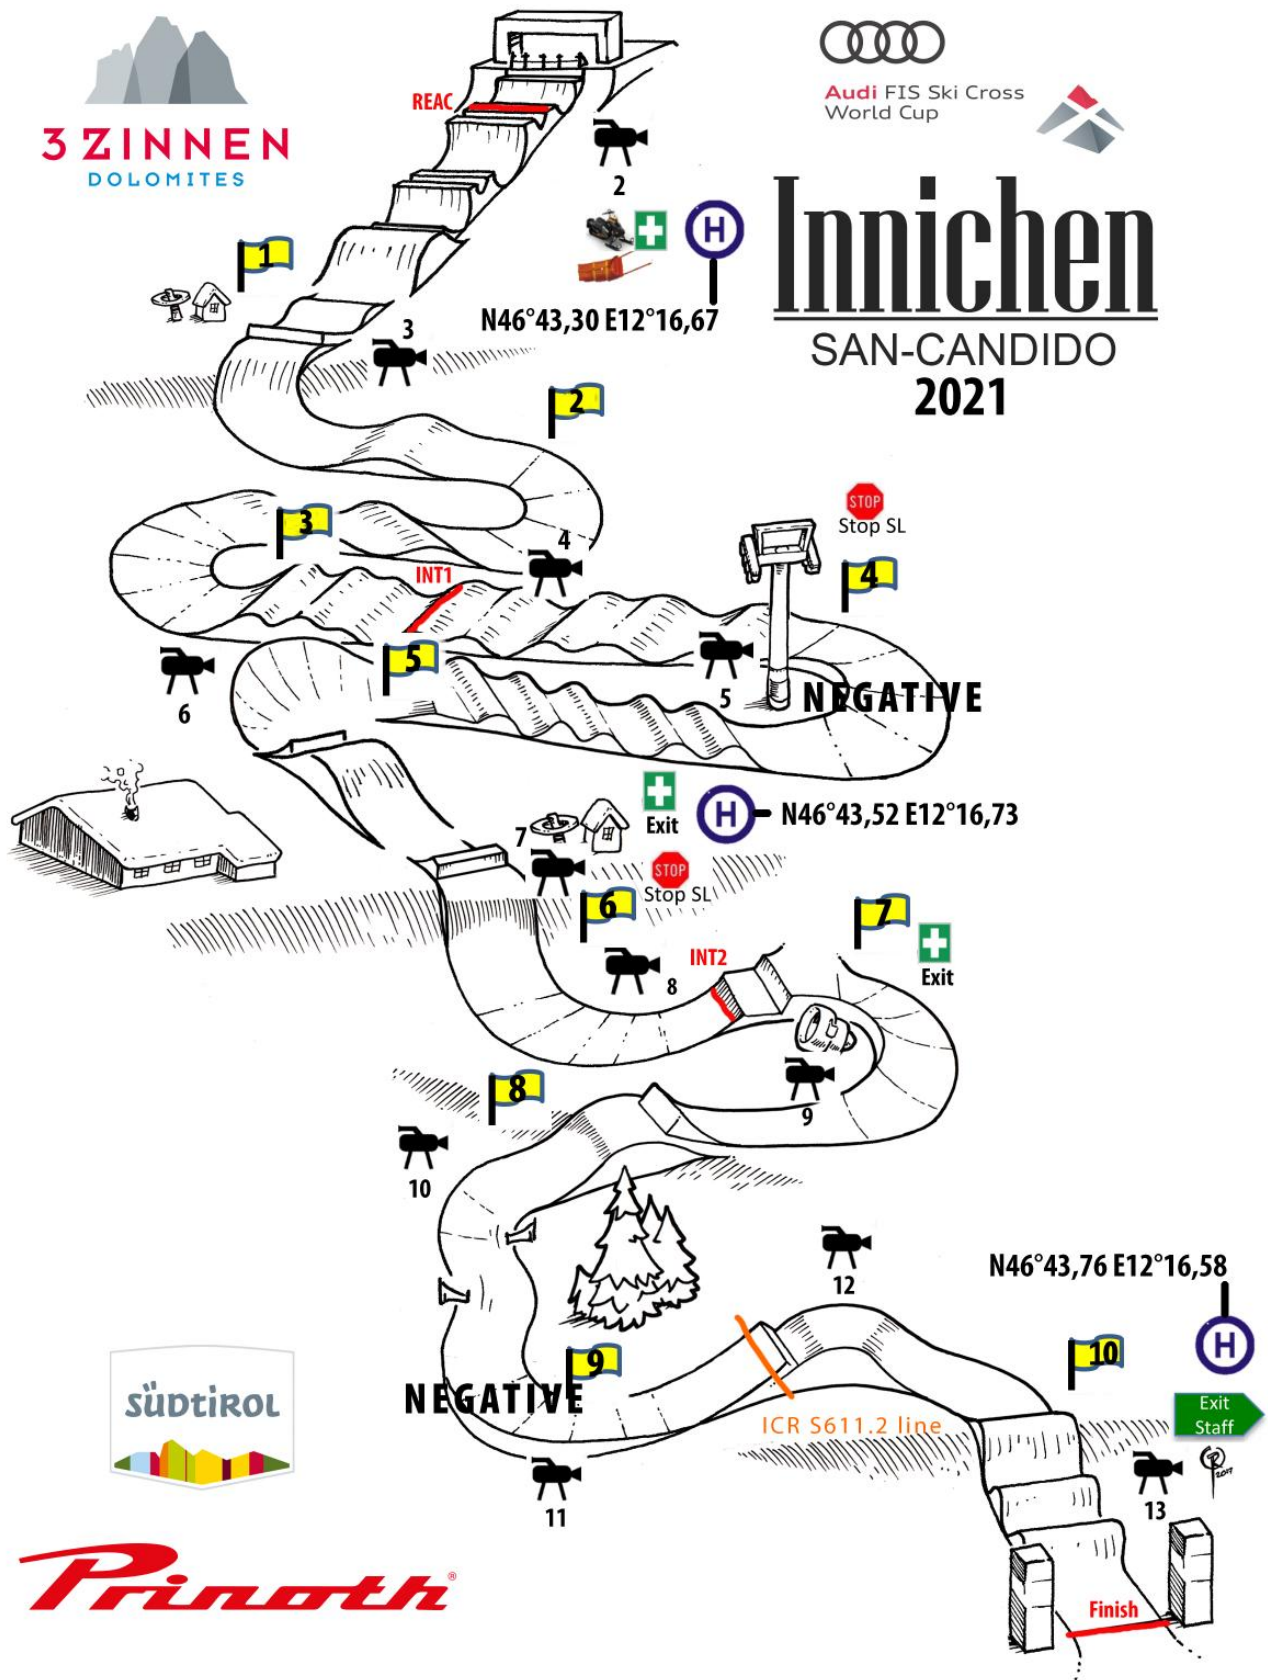 3 ZINNEN
DOLOMITES
Audi FIS Ski Cross
World Cup
Innichen
SAN-CANDIDO
2021
REAC
2
H
N46°43,30 E12°16,67
1
3
2
STOP
Stop SL
3
4
INT1
4
5
5
NEGATIVE
6
Exit
H
N46°43,52 E12°16,73
7
STOP
Stop SL
6
7
Exit
INT2
8
8
9
10
12
N46°43,76 E12°16,58
H
9
10
NEGATIVE
SÜDTIROL
ICR S611.2 line
Exit
Staff
13
11
Prinoth®
Finish